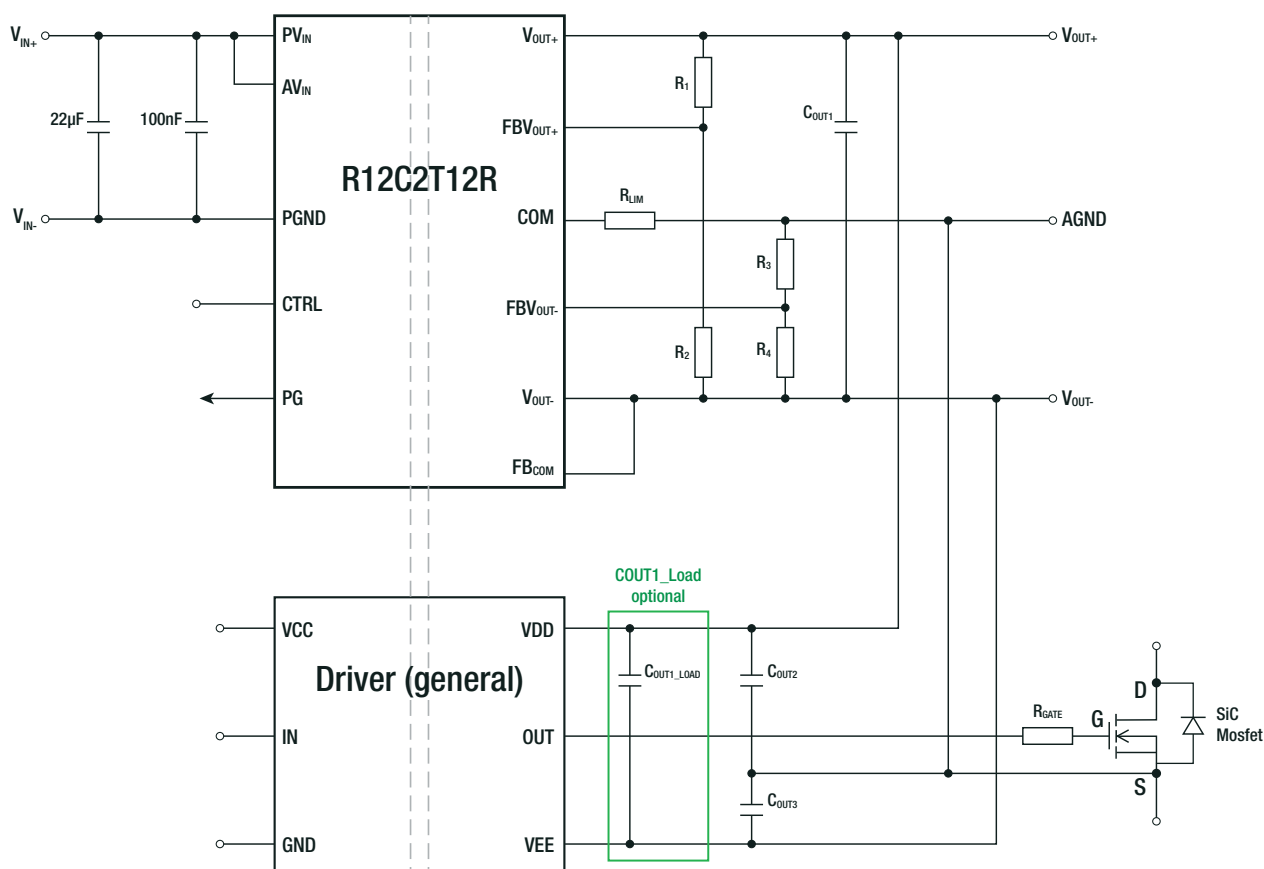 VIN+
PVIN
VOUT+
VOUT+
R1
AVIN
22µF
100nF
COUT1
FBVOUT+
R12C2T12R
RLIM
VIN-
PGND
COM
AGND
R3
CTRL
FBVOUT-
R2
R4
PG
VOUT-
VOUT-
FBCOM
COUT1_Load
optional
VCC
VDD
Driver (general)
COUT1_LOAD
COUT2
D
RGATE
G
SiC
Mosfet
IN
OUT
S
COUT3
GND
VEE